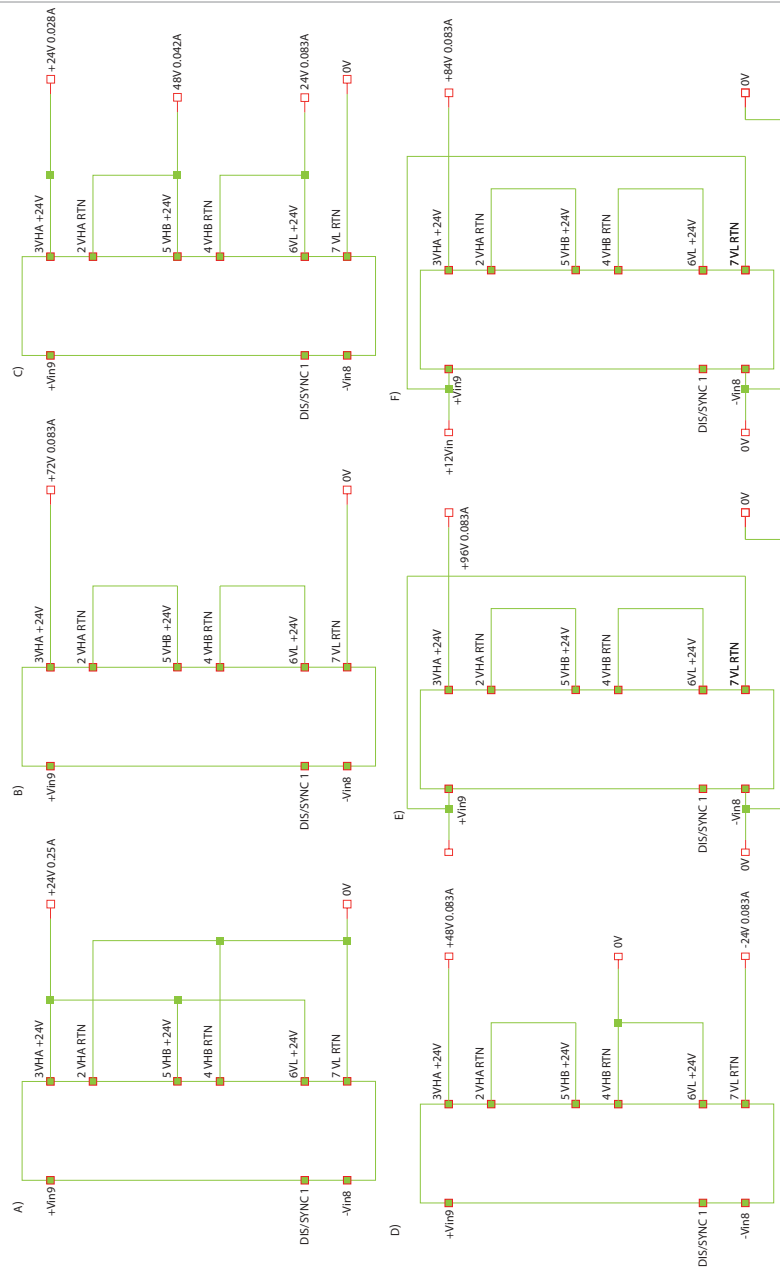 A)
+Vin9
DIS/SYNC 1
-Vin8
3VHA +24V
2 VHA RTN
5 VHB +24V
4 VHB RTN
6VL +24V
7 VL RTN
+24V 0.25A
0V
B)
+Vin9
DIS/SYNC 1
-Vin8
3VHA +24V
2 VHA RTN
5 VHB +24V
4 VHB RTN
6VL +24V
7 VL RTN
+72V 0.083A
0V
C)
+Vin9
DIS/SYNC 1
-Vin8
3VHA +24V
2 VHA RTN
5 VHB +24V
4 VHB RTN
6VL +24V
7 VL RTN
+24V 0.028A
48V 0.042A
24V 0.083A
0V
D)
+Vin9
DIS/SYNC 1
-Vin8
3VHA +24V
2 VHA RTN
5 VHB +24V
4 VHB RTN
6VL +24V
7 VL RTN
+48V 0.083A
0V
-24V 0.083A
E)
+Vin9
DIS/SYNC 1
-Vin8
0V
3VHA +24V
2 VHA RTN
5 VHB +24V
4 VHB RTN
6VL +24V
7 VL RTN
+96V 0.083A
0V
F)
+12Vin
+Vin9
DIS/SYNC 1
-Vin8
0V
3VHA +24V
2 VHA RTN
5 VHB +24V
4 VHB RTN
6VL +24V
7 VL RTN
+84V 0.083A
0V